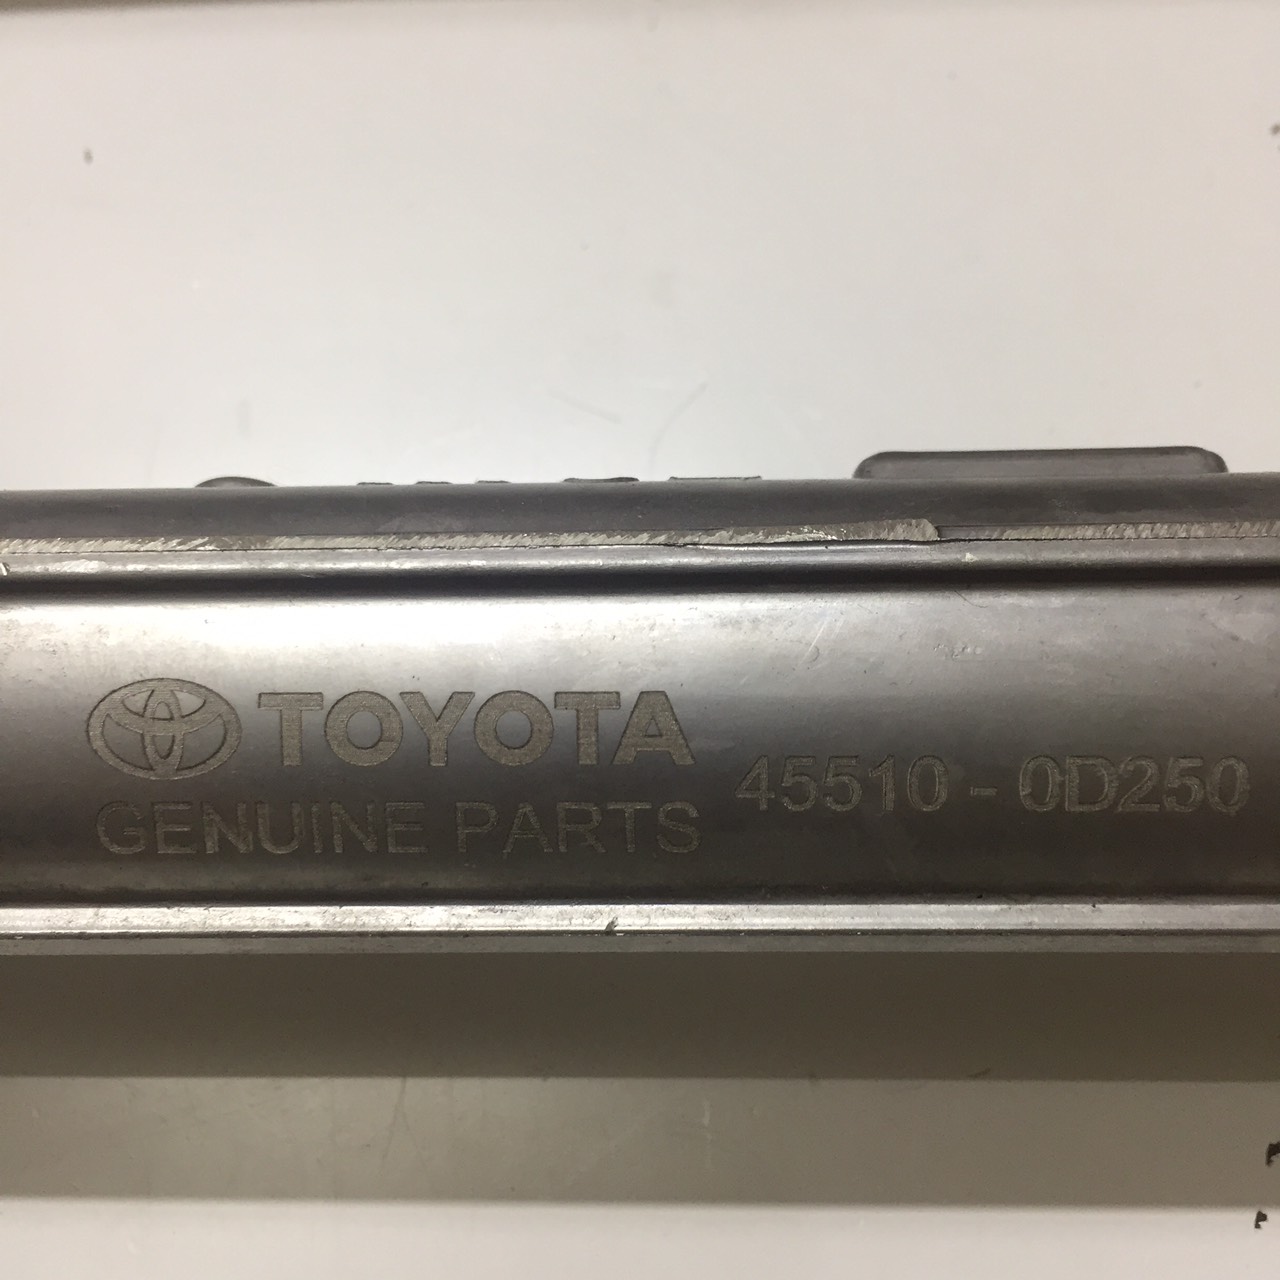 TOYOTA
GENUINE PARTS
45510 - 0D250